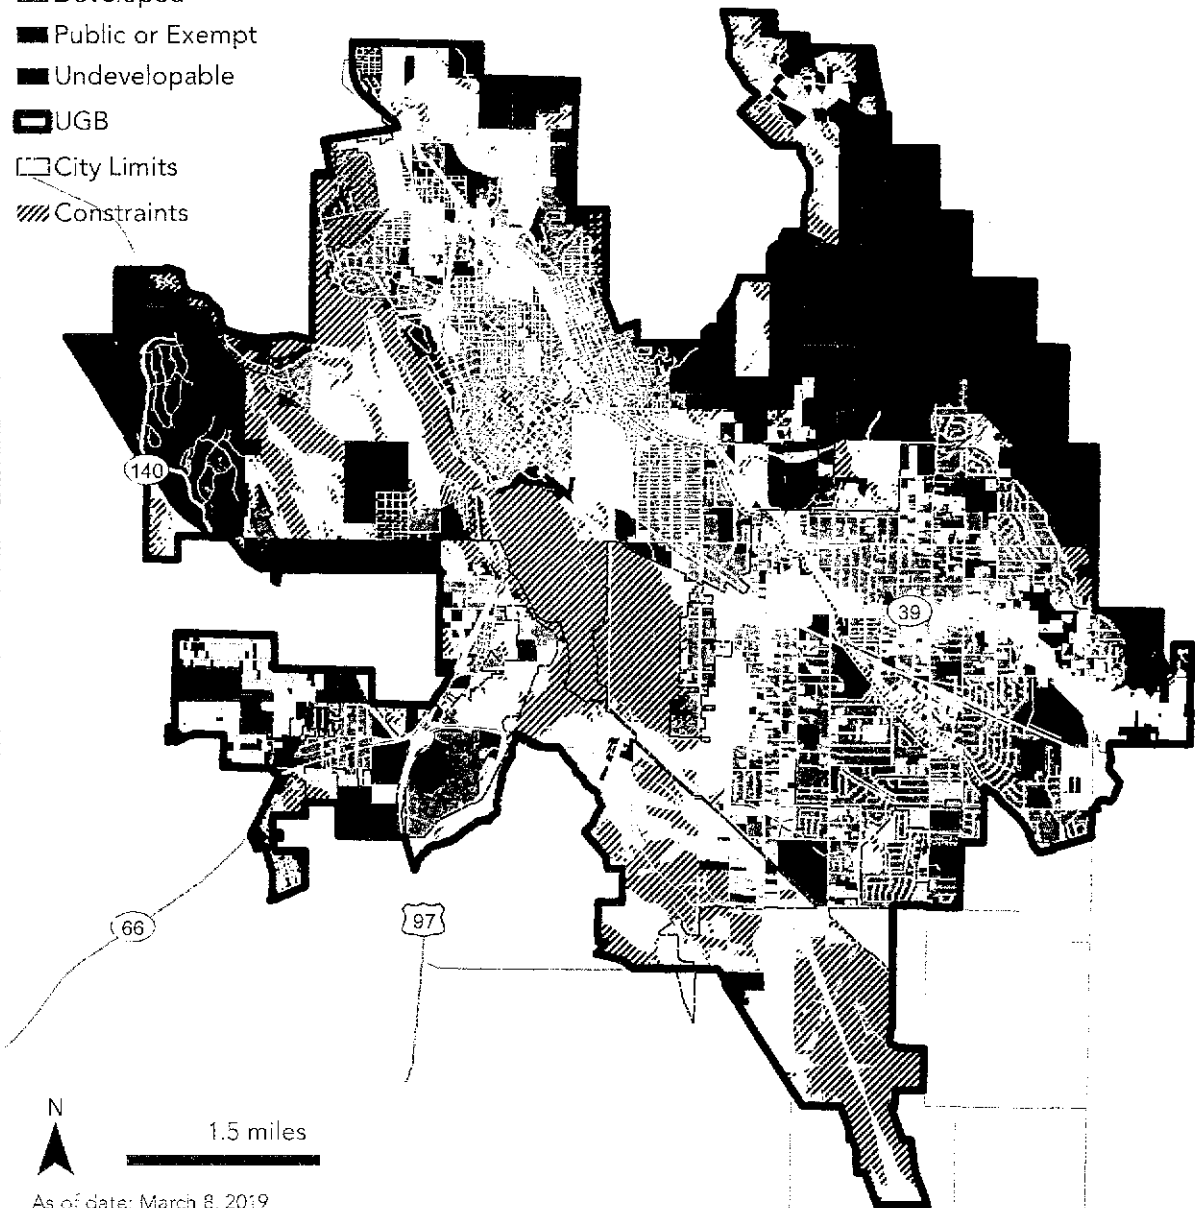 Developed
Public or Exempt
Undevelopable
UGB
City Limits
Constraints
140
39
66
97
N
1.5 miles
As of date: March 8, 2019